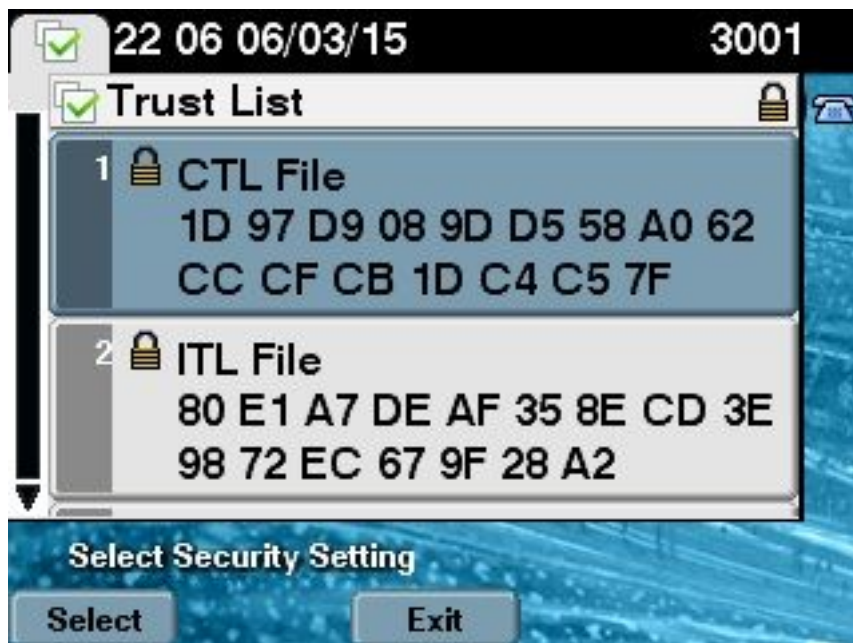 22 06 06/03/15 3001
Trust List
1 CTL File
1D 97 D9 08 9D D5 58 A0 62
CC CF CB 1D C4 C5 7F
2 ITL File
80 E1 A7 DE AF 35 8E CD 3E
98 72 EC 67 9F 28 A2
Select Security Setting
Select Exit